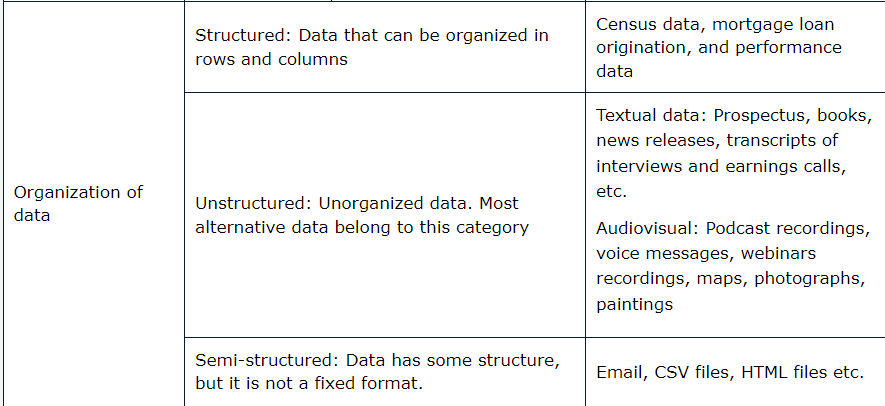 Organization of
data
Structured: Data that can be organized in
rows and columns
Census data, mortgage loan
origination, and performance
data
Unstructured: Unorganized data. Most
alternative data belong to this category
Textual data: Prospectus, books,
news releases, transcripts of
interviews and earnings calls,
etc.
Audiovisual: Podcast recordings,
voice messages, webinars
recordings, maps, photographs,
paintings
Semi-structured: Data has some structure,
but it is not a fixed format.
Email, CSV files, HTML files etc.